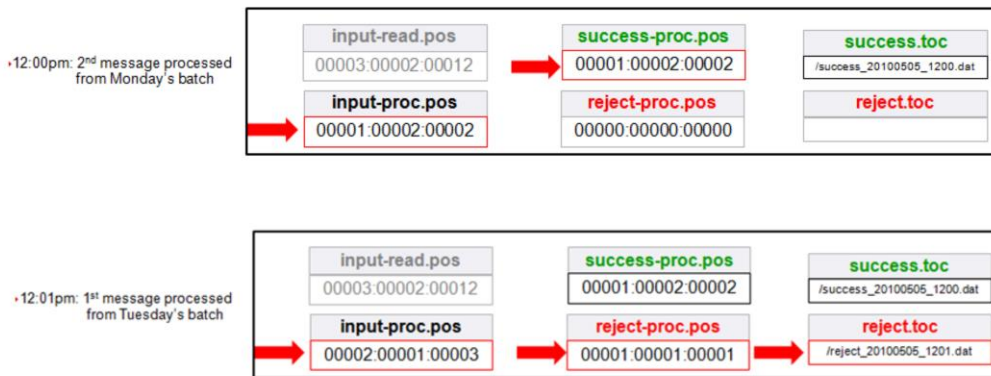 12:00pm: 2nd message processed
from Monday's batch
input-read.pos
00003:00002:00012
success-proc.pos
00001:00002:00002
success.toc
/success_20100505_1200.dat
input-proc.pos
00001:00002:00002
reject-proc.pos
00000:00000:00000
reject.toc
12:01pm: 1st message processed
from Tuesday's batch
input-read.pos
00003:00002:00012
success-proc.pos
00001:00002:00002
success.toc
/success_20100505_1200.dat
input-proc.pos
00002:00001:00003
reject-proc.pos
00001:00001:00001
reject.toc
/reject_20100505_1201.dat